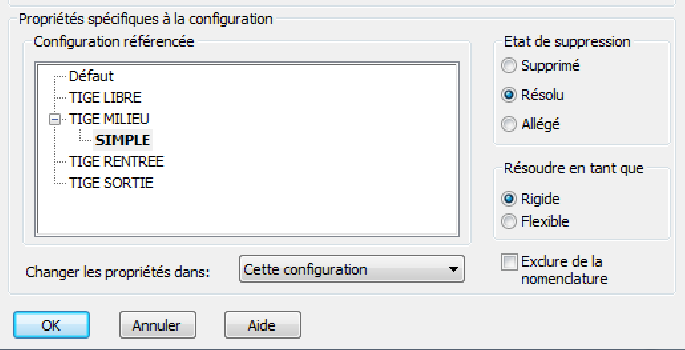 Propriétés spécifiques à la configuration
Configuration référencée
Défaut
TIGE LIBRE
TIGE MILIEU
SIMPLE
TIGE RENTREE
TIGE SORTIE
Etat de suppression
Supprimé
Résolu
Allégé
Résoudre en tant que
Rigide
Flexible
Changer les propriétés dans:
Cette configuration
Exclure de la
nomenclature
OK
Annuler
Aide